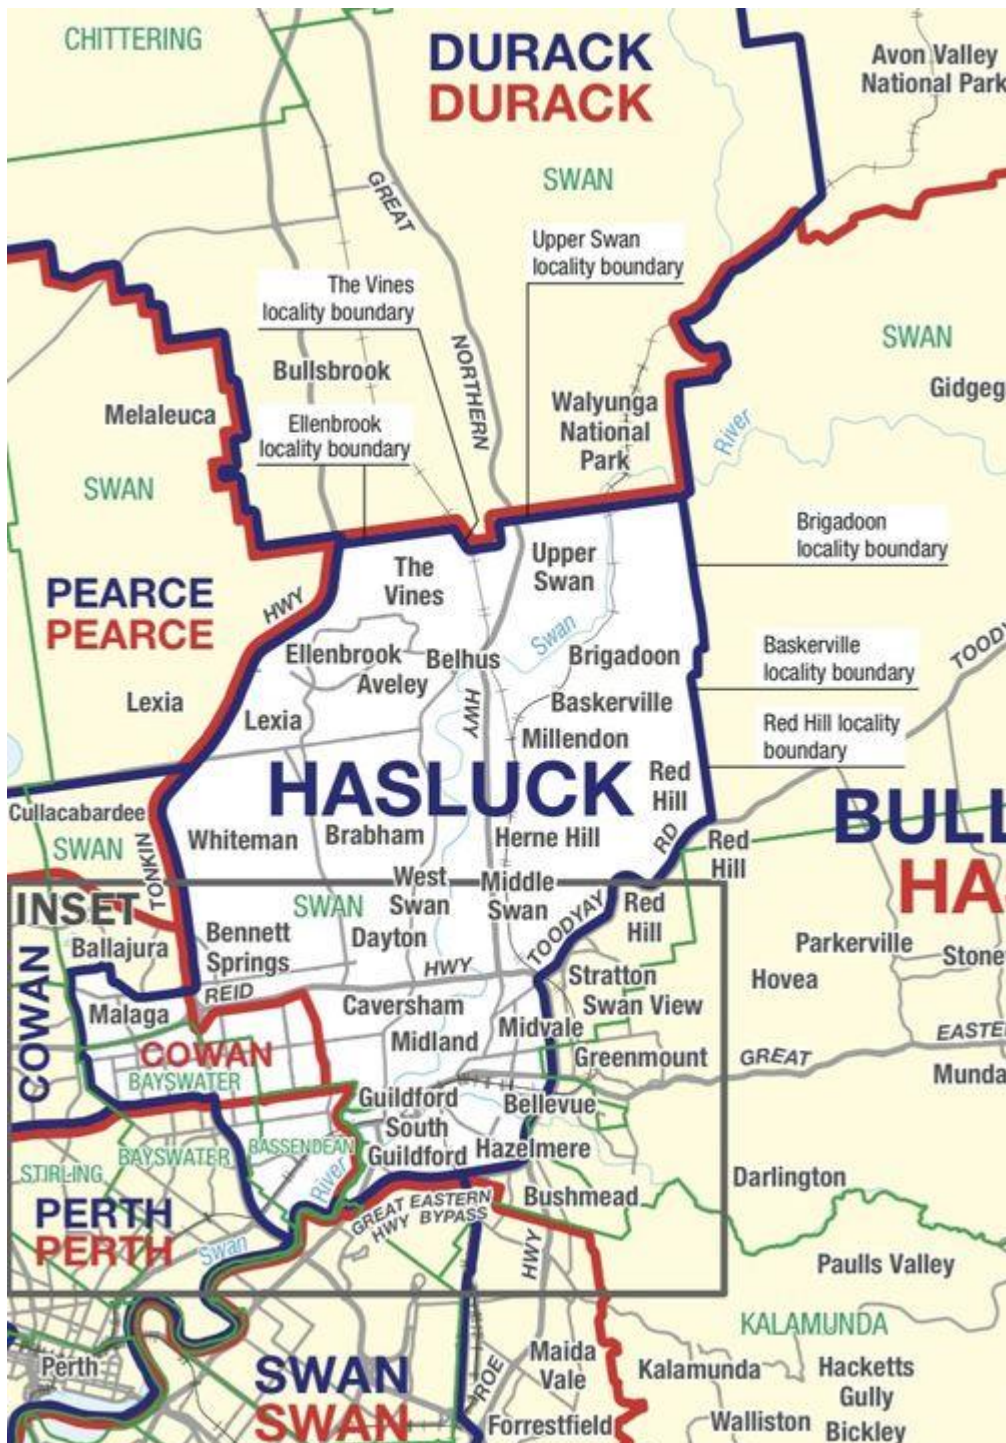 CHITTERING
DURACK
DURACK
Avon Valley
National Park
GREAT
SWAN
Upper Swan
locality boundary
The Vines
locality boundary
NORTHERN
SWAN
Bullsbrook
Gidgeg
Melaleuca
Ellenbrook
locality boundary
Walyunga
National
Park
River
SWAN
Brigadoon
locality boundary
The
Vines
Upper
Swan
PEARCE
PEARCE
HWY
Swan
Ellenbrook
Belhus
Brigadoon
Baskerville
locality boundary
TOODY
Aveley
Lexia
Lexia
HWY
Baskerville
Millendon
Red Hill locality
boundary
HASLUCK
Red
Hill
Cullacabardee
Whiteman
Brabham
Herne Hill
RD
Red
Hill
BULL
HA
SWAN
TONKIN
West
Swan
Middle
Swan
INSET
SWAN
TOODYAY
Red
Hill
Ballajura
Bennett
Springs
Dayton
Parkerville
Stone
COWAN
HWY
Stratton
Hovea
REID
Malaga
Caversham
Swan View
Midland
Midvale
EASTE
COWAN
Greenmount
GREAT
BAYSWATER
Munda
Guildford
Bellevue
South
Guildford
Hazelmere
BASSENDEAN
BAYSWATER
STIRLING
River
Darlington
Bushmead
PERTH
PERTH
GREAT EASTERN
HWY BYPASS
Swan
HWY
Paulls Valley
KALAMUNDA
Perth
SWAN
SWAN
ROE
Maida
Vale
Kalamunda
Hacketts
Gully
Forrestfield
Walliston
Bickley